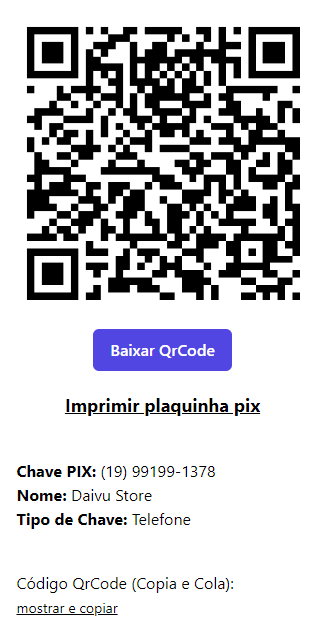 Baixar QrCode
Imprimir plaquinha pix
Chave PIX: (19) 99199-1378
Nome: Daivu Store
Tipo de Chave: Telefone
Código QrCode (Copia e Cola):
mostrar e copiar